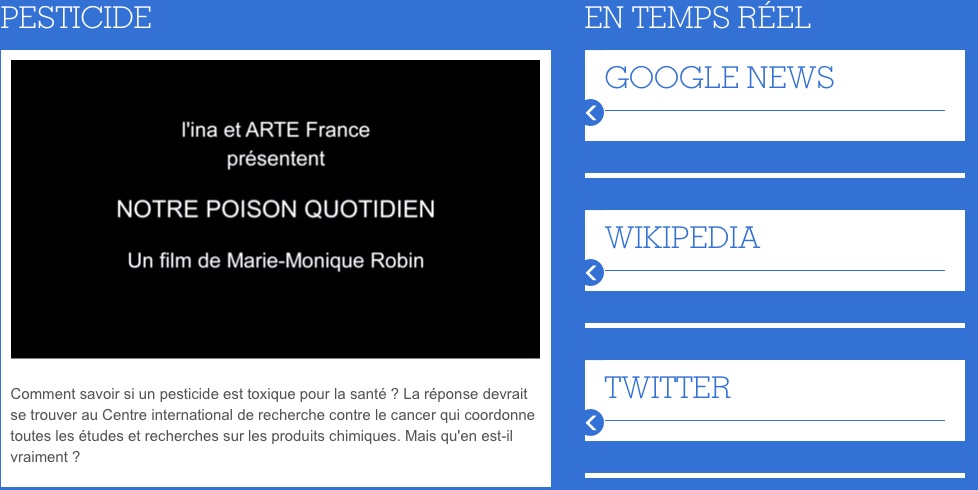 PESTICIDE
l'ina et ARTE France
présentent
NOTRE POISON QUOTIDIEN
Un film de Marie-Monique Robin
Comment savoir si un pesticide est toxique pour la santé ? La réponse devrait
se trouver au Centre international de recherche contre le cancer qui coordonne
toutes les études et recherches sur les produits chimiques. Mais qu'en est-il
vraiment ?
EN TEMPS RÉEL
GOOGLE NEWS
WIKIPEDIA
TWITTER